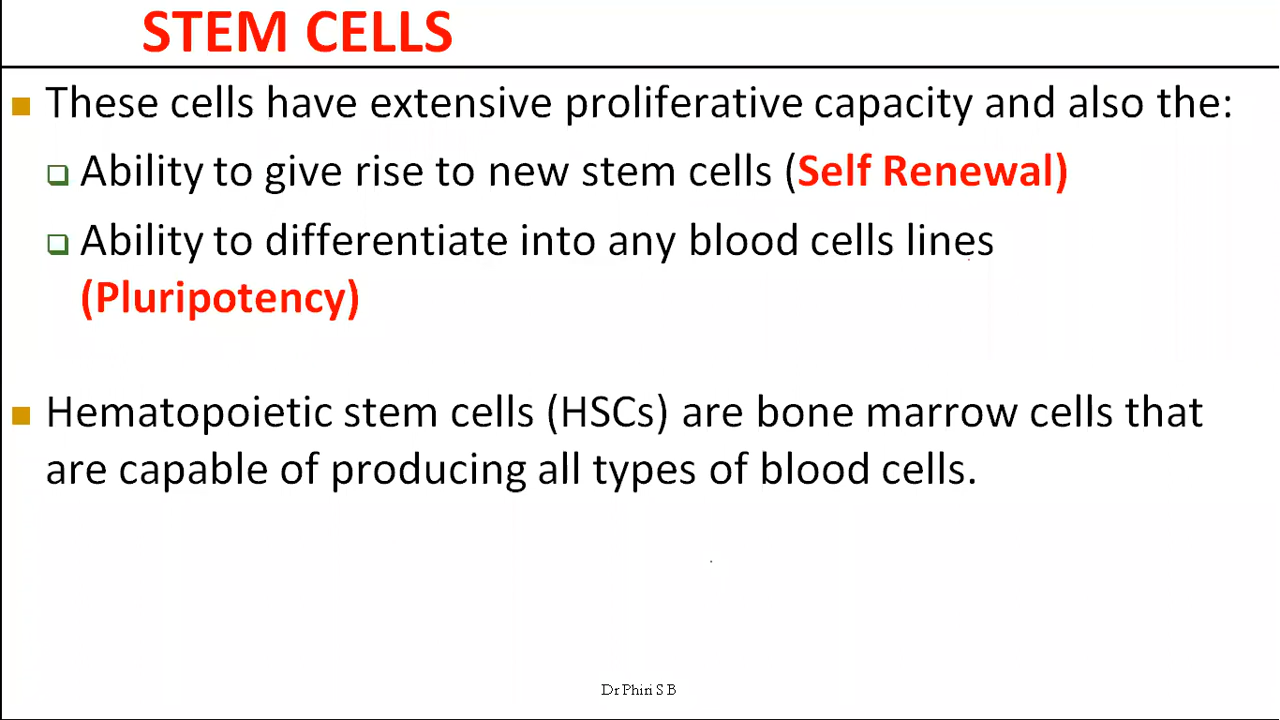 STEM CELLS
These cells have extensive proliferative capacity and also the:
Ability to give rise to new stem cells (Self Renewal)
Ability to differentiate into any blood cells lines
(Pluripotency)
Hematopoietic stem cells (HSCs) are bone marrow cells that
are capable of producing all types of blood cells.
Dr Phiri S B